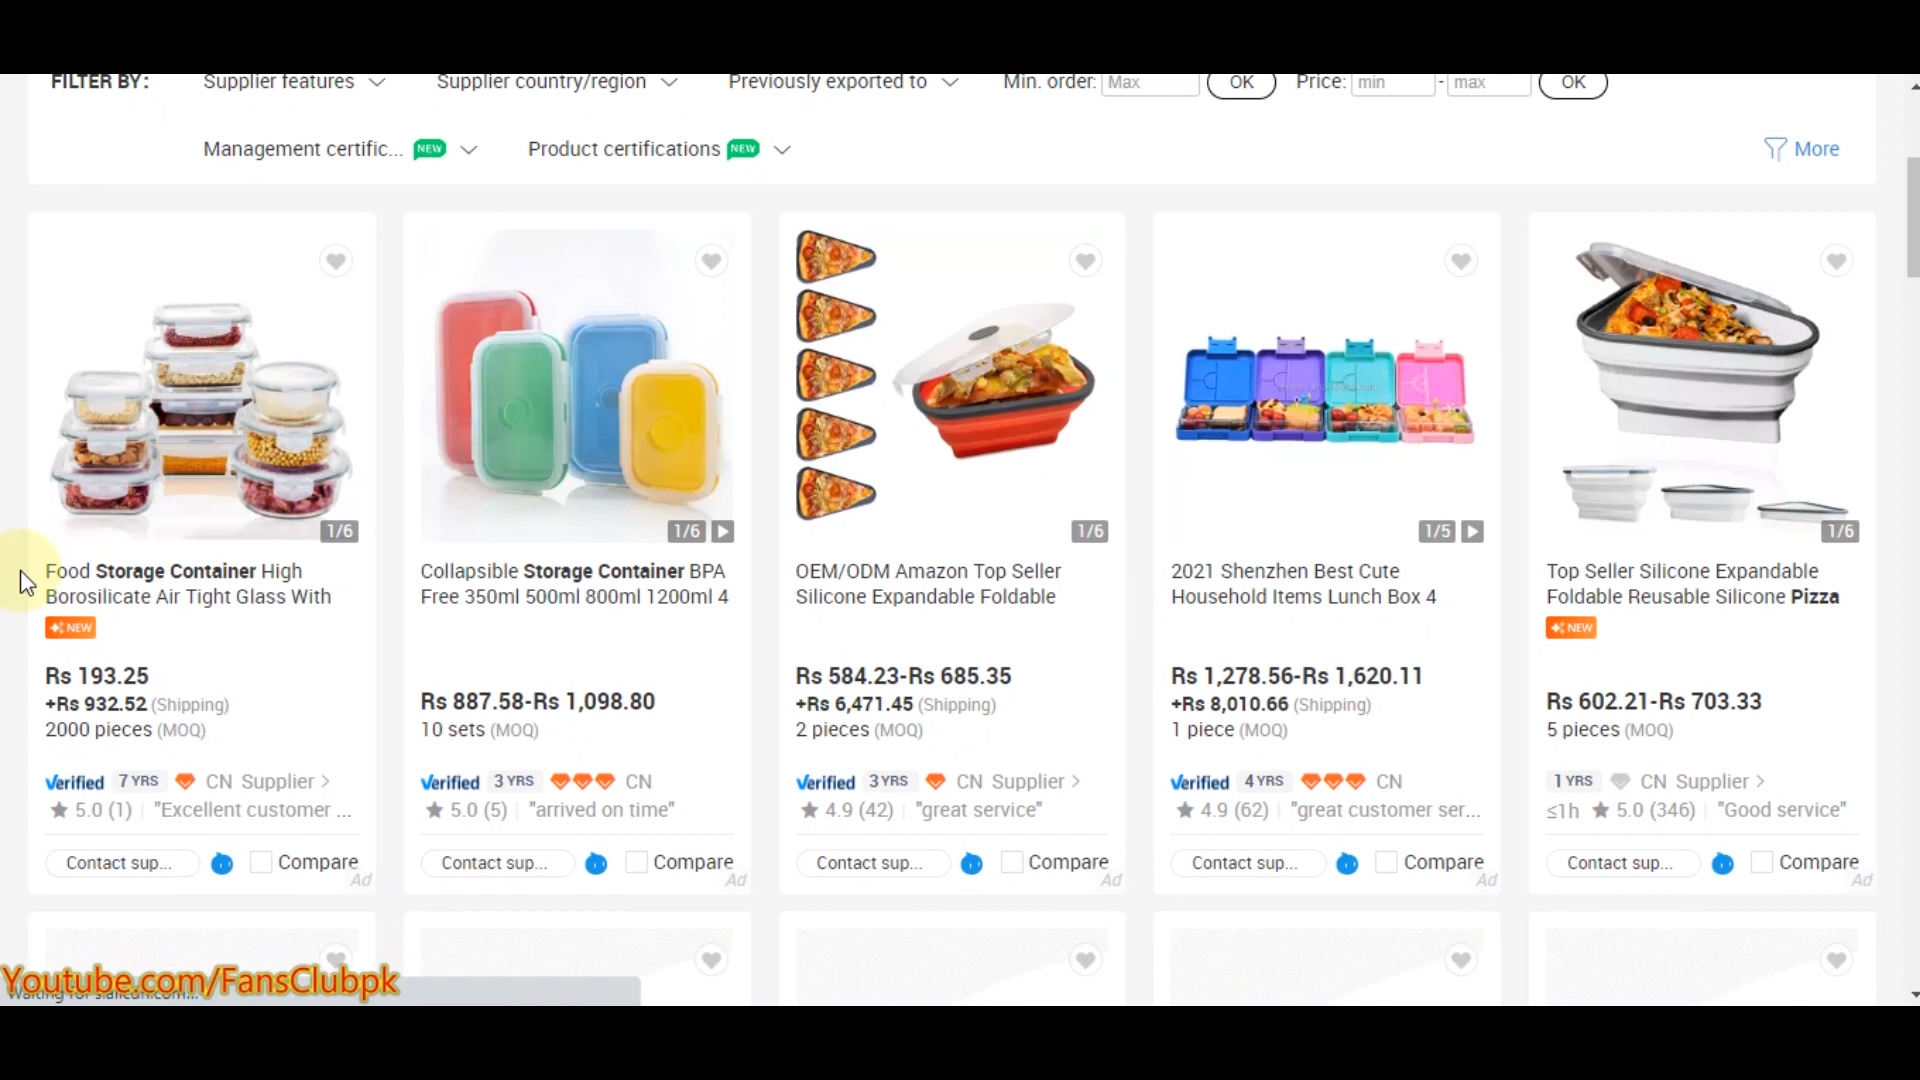 FILTER BY: Supplier features Supplier country/region Previously exported to Min. order: Max OK Price: min - max OK
Management certific... NEW Product certifications NEW More
1/6
Food Storage Container High
Borosilicate Air Tight Glass With
NEW
Rs 193.25
+Rs 932.52 (Shipping)
2000 pieces (MOQ)
Verified 7 YRS CN Supplier >
5.0 (1) "Excellent customer ...
Contact sup... Compare
Ad
1/6
Collapsible Storage Container BPA
Free 350ml 500ml 800ml 1200ml 4
Rs 887.58-Rs 1,098.80
10 sets (MOQ)
Verified 3 YRS CN
5.0 (5) "arrived on time"
Contact sup... Compare
Ad
1/6
OEM/ODM Amazon Top Seller
Silicone Expandable Foldable
Rs 584.23-Rs 685.35
+Rs 6,471.45 (Shipping)
2 pieces (MOQ)
Verified 3 YRS CN Supplier >
4.9 (42) "great service"
Contact sup... Compare
Ad
1/5
2021 Shenzhen Best Cute
Household Items Lunch Box 4
Rs 1,278.56-Rs 1,620.11
+Rs 8,010.66 (Shipping)
1 piece (MOQ)
Verified 4 YRS CN
4.9 (62) "great customer ser...
Contact sup... Compare
Ad
1/6
Top Seller Silicone Expandable
Foldable Reusable Silicone Pizza
NEW
Rs 602.21-Rs 703.33
5 pieces (MOQ)
1 YRS CN Supplier >
≤1h 5.0 (346) "Good service"
Contact sup... Compare
Ad
Youtube.com/FansClubpk